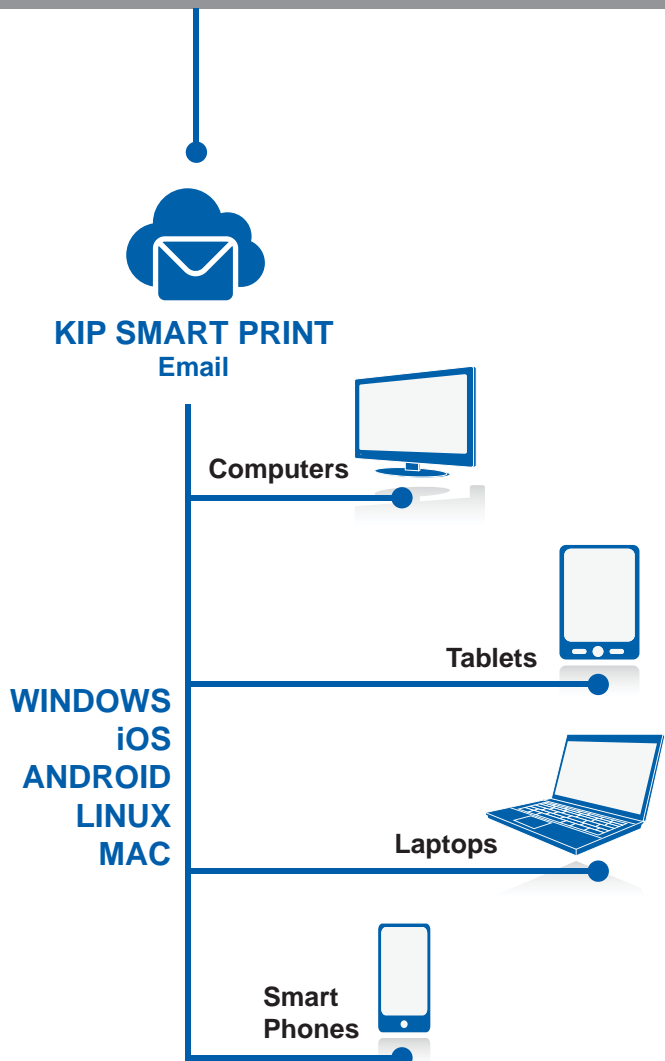 KIP SMART PRINT
Email
Computers
Tablets
WINDOWS
iOS
ANDROID
LINUX
MAC
Laptops
Smart
Phones